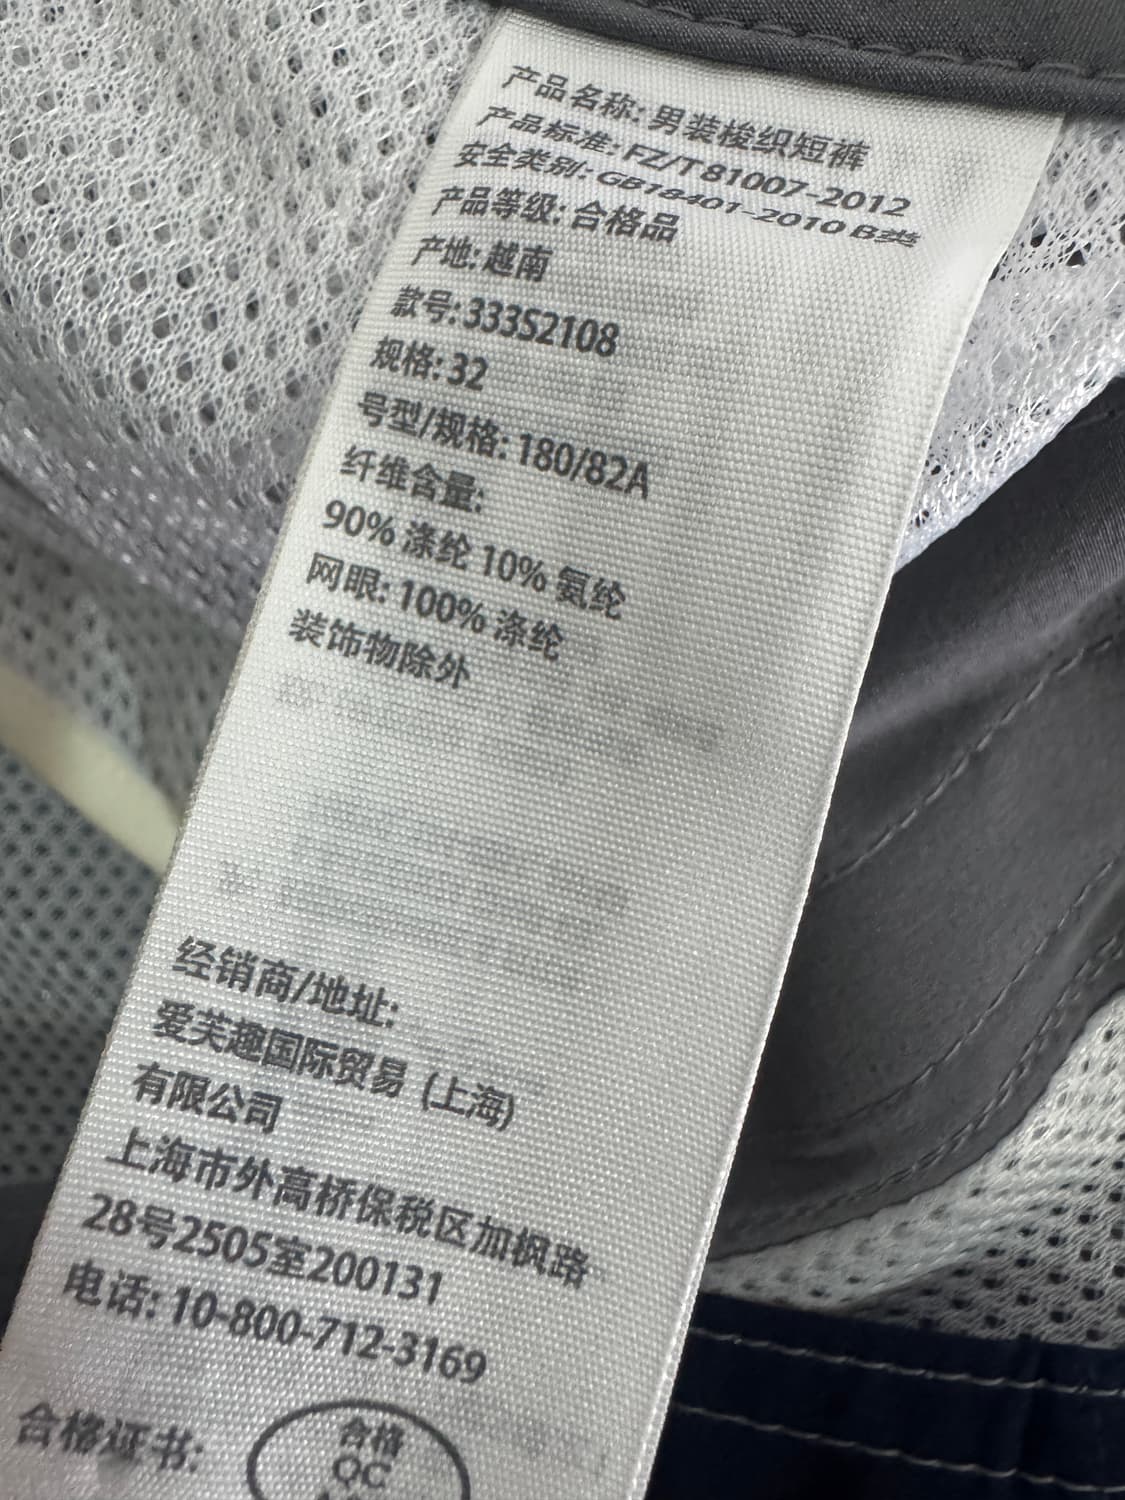 产品名称: 男装梭织短裤
产品标准: FZ/T 81007-2012
安全类别: GB18401-2010 B类
产品等级: 合格品
产地: 越南
款号: 333S2108
规格: 32
号型/规格: 180/82A
纤维含量:
90% 涤纶 10% 氨纶
网眼: 100% 涤纶
装饰物除外
经销商/地址:
爱芙趣国际贸易 (上海)
有限公司
上海市外高桥保税区加枫路
28号2505室200131
电话: 10-800-712-3169
合格证书:
合格
QC